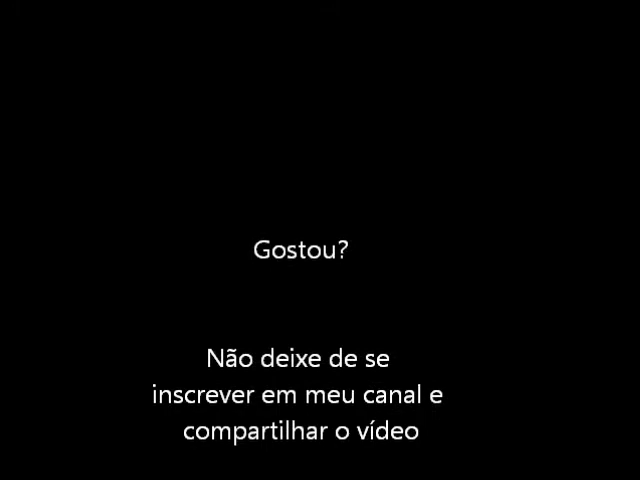 Gostou?
Não deixe de se
inscrever em meu canal e
compartilhar o vídeo